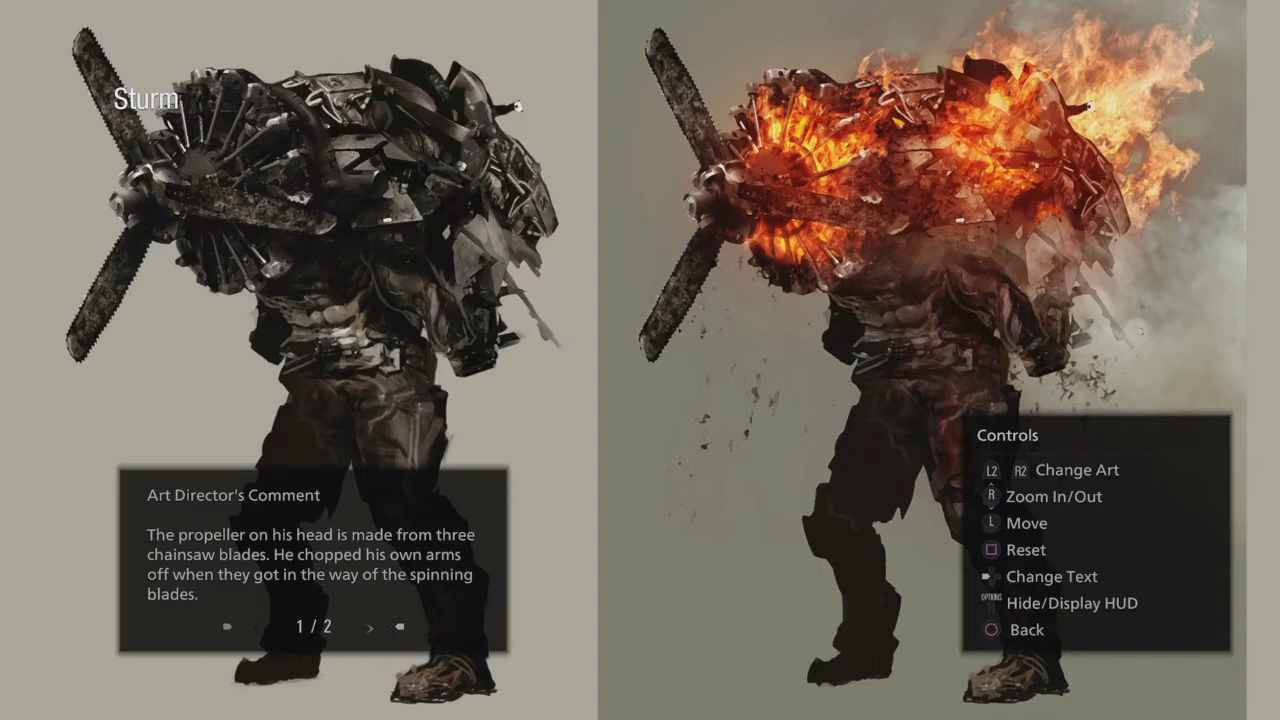 Sturm
Art Director's Comment
The propeller on his head is made from three
chainsaw blades. He chopped his own arms
off when they got in the way of the spinning
blades.
1 / 2
Controls
L2 R2 Change Art
R Zoom In/Out
L Move
Reset
Change Text
OPTIONS Hide/Display HUD
Back